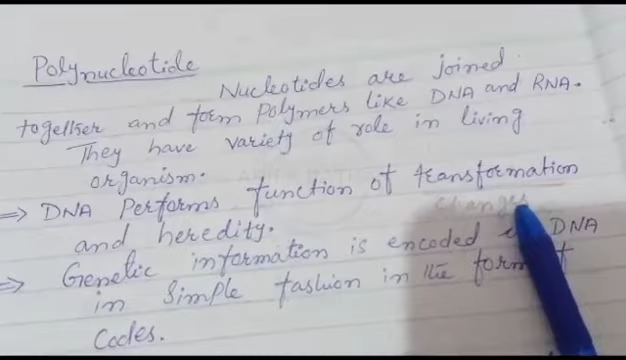 Polynucleotide
Nucleotides are joined
together and form Polymers like DNA and RNA.
They have variety of role in living
organism.
⇒ DNA Performs function of transformation
changes
and heredity.
⇒ Genetic information is encoded DNA
in Simple fashion in the form of
Codes.